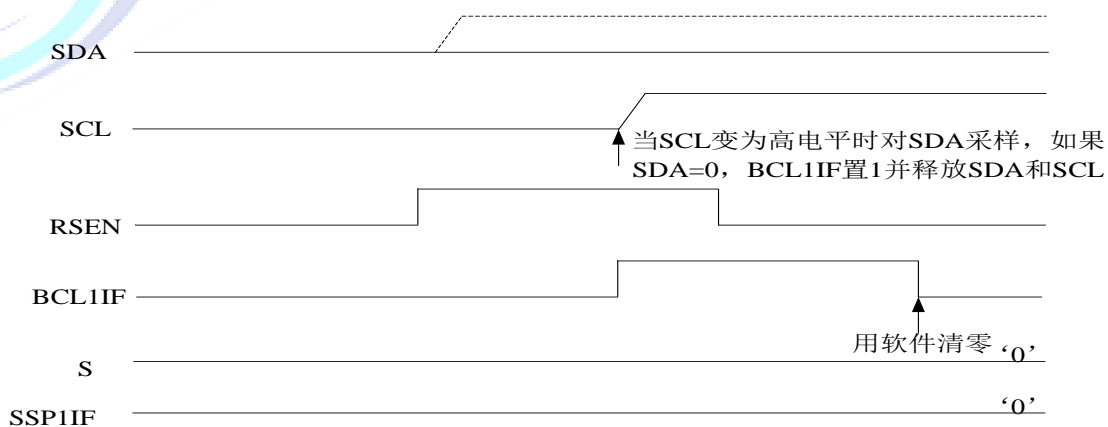 SDA
SCL
当SCL变为高电平时对SDA采样，如果
SDA=0，BCL1IF置1并释放SDA和SCL
RSEN
BCL1IF
用软件清零
‘0’
S
‘0’
SSP1IF